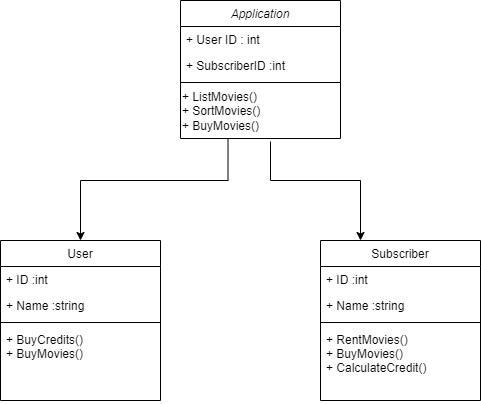 Application
+ User ID : int
+ SubscriberID :int
+ ListMovies()
+ SortMovies()
+ BuyMovies()
User
+ ID :int
+ Name :string
+ BuyCredits()
+ BuyMovies()
Subscriber
+ ID :int
+ Name :string
+ RentMovies()
+ BuyMovies()
+ CalculateCredit()